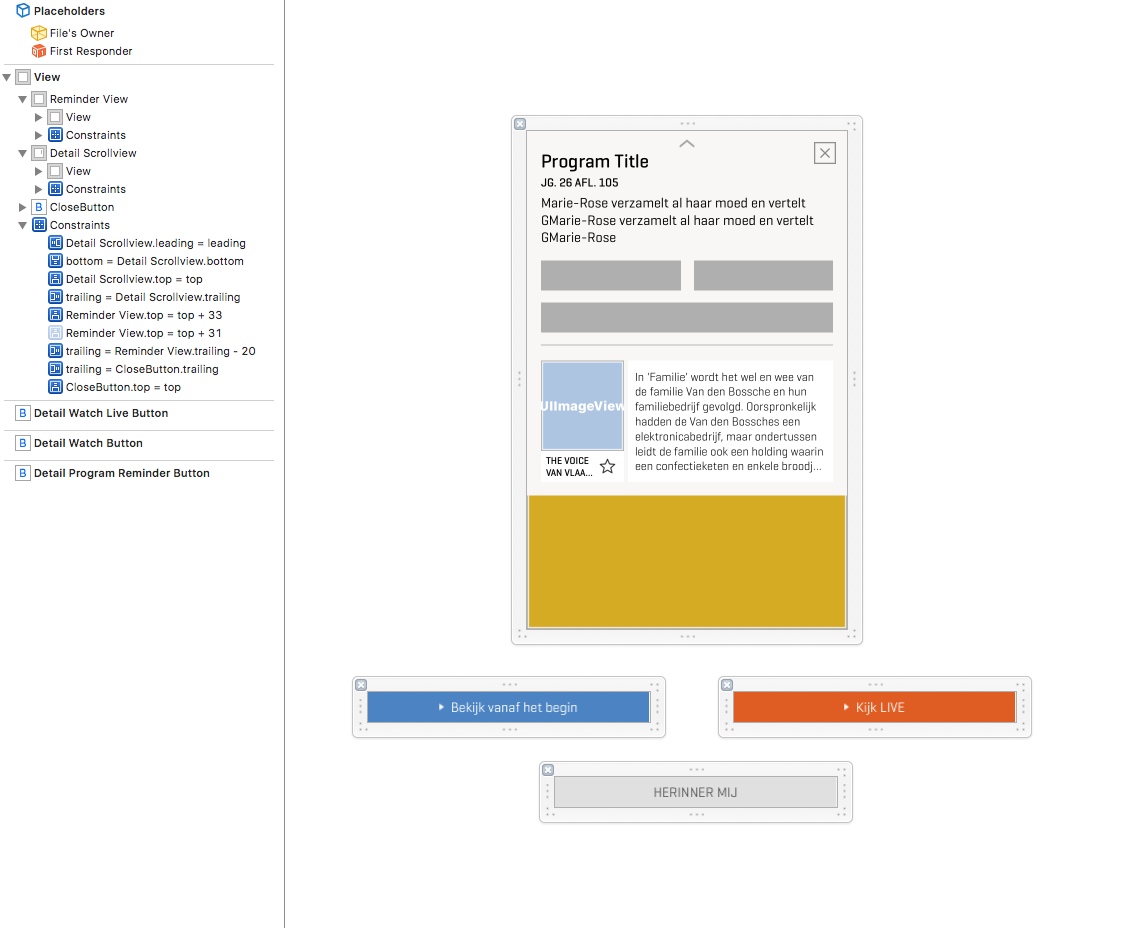 Placeholders
File's Owner
First Responder
View
Reminder View
View
Constraints
Detail Scrollview
View
Constraints
B CloseButton
Constraints
Detail Scrollview.leading = leading
bottom = Detail Scrollview.bottom
Detail Scrollview.top = top
trailing = Detail Scrollview.trailing
Reminder View.top = top + 33
Reminder View.top = top + 31
trailing = Reminder View.trailing - 20
trailing = CloseButton.trailing
CloseButton.top = top
B Detail Watch Live Button
B Detail Watch Button
B Detail Program Reminder Button
Program Title
JG. 26 AFL. 105
Marie-Rose verzamelt al haar moed en vertelt
GMarie-Rose verzamelt al haar moed en vertelt
GMarie-Rose
UIImageView
THE VOICE
VAN VLAA...
In 'Familie' wordt het wel en wee van
de familie Van den Bossche en hun
familiebedrijf gevolgd. Oorspronkelijk
hadden de Van den Bossches een
elektronicabedrijf, maar ondertussen
leidt de familie ook een holding waarin
een confectieketen en enkele broodj...
Bekijk vanaf het begin
Kijk LIVE
HERINNER MIJ